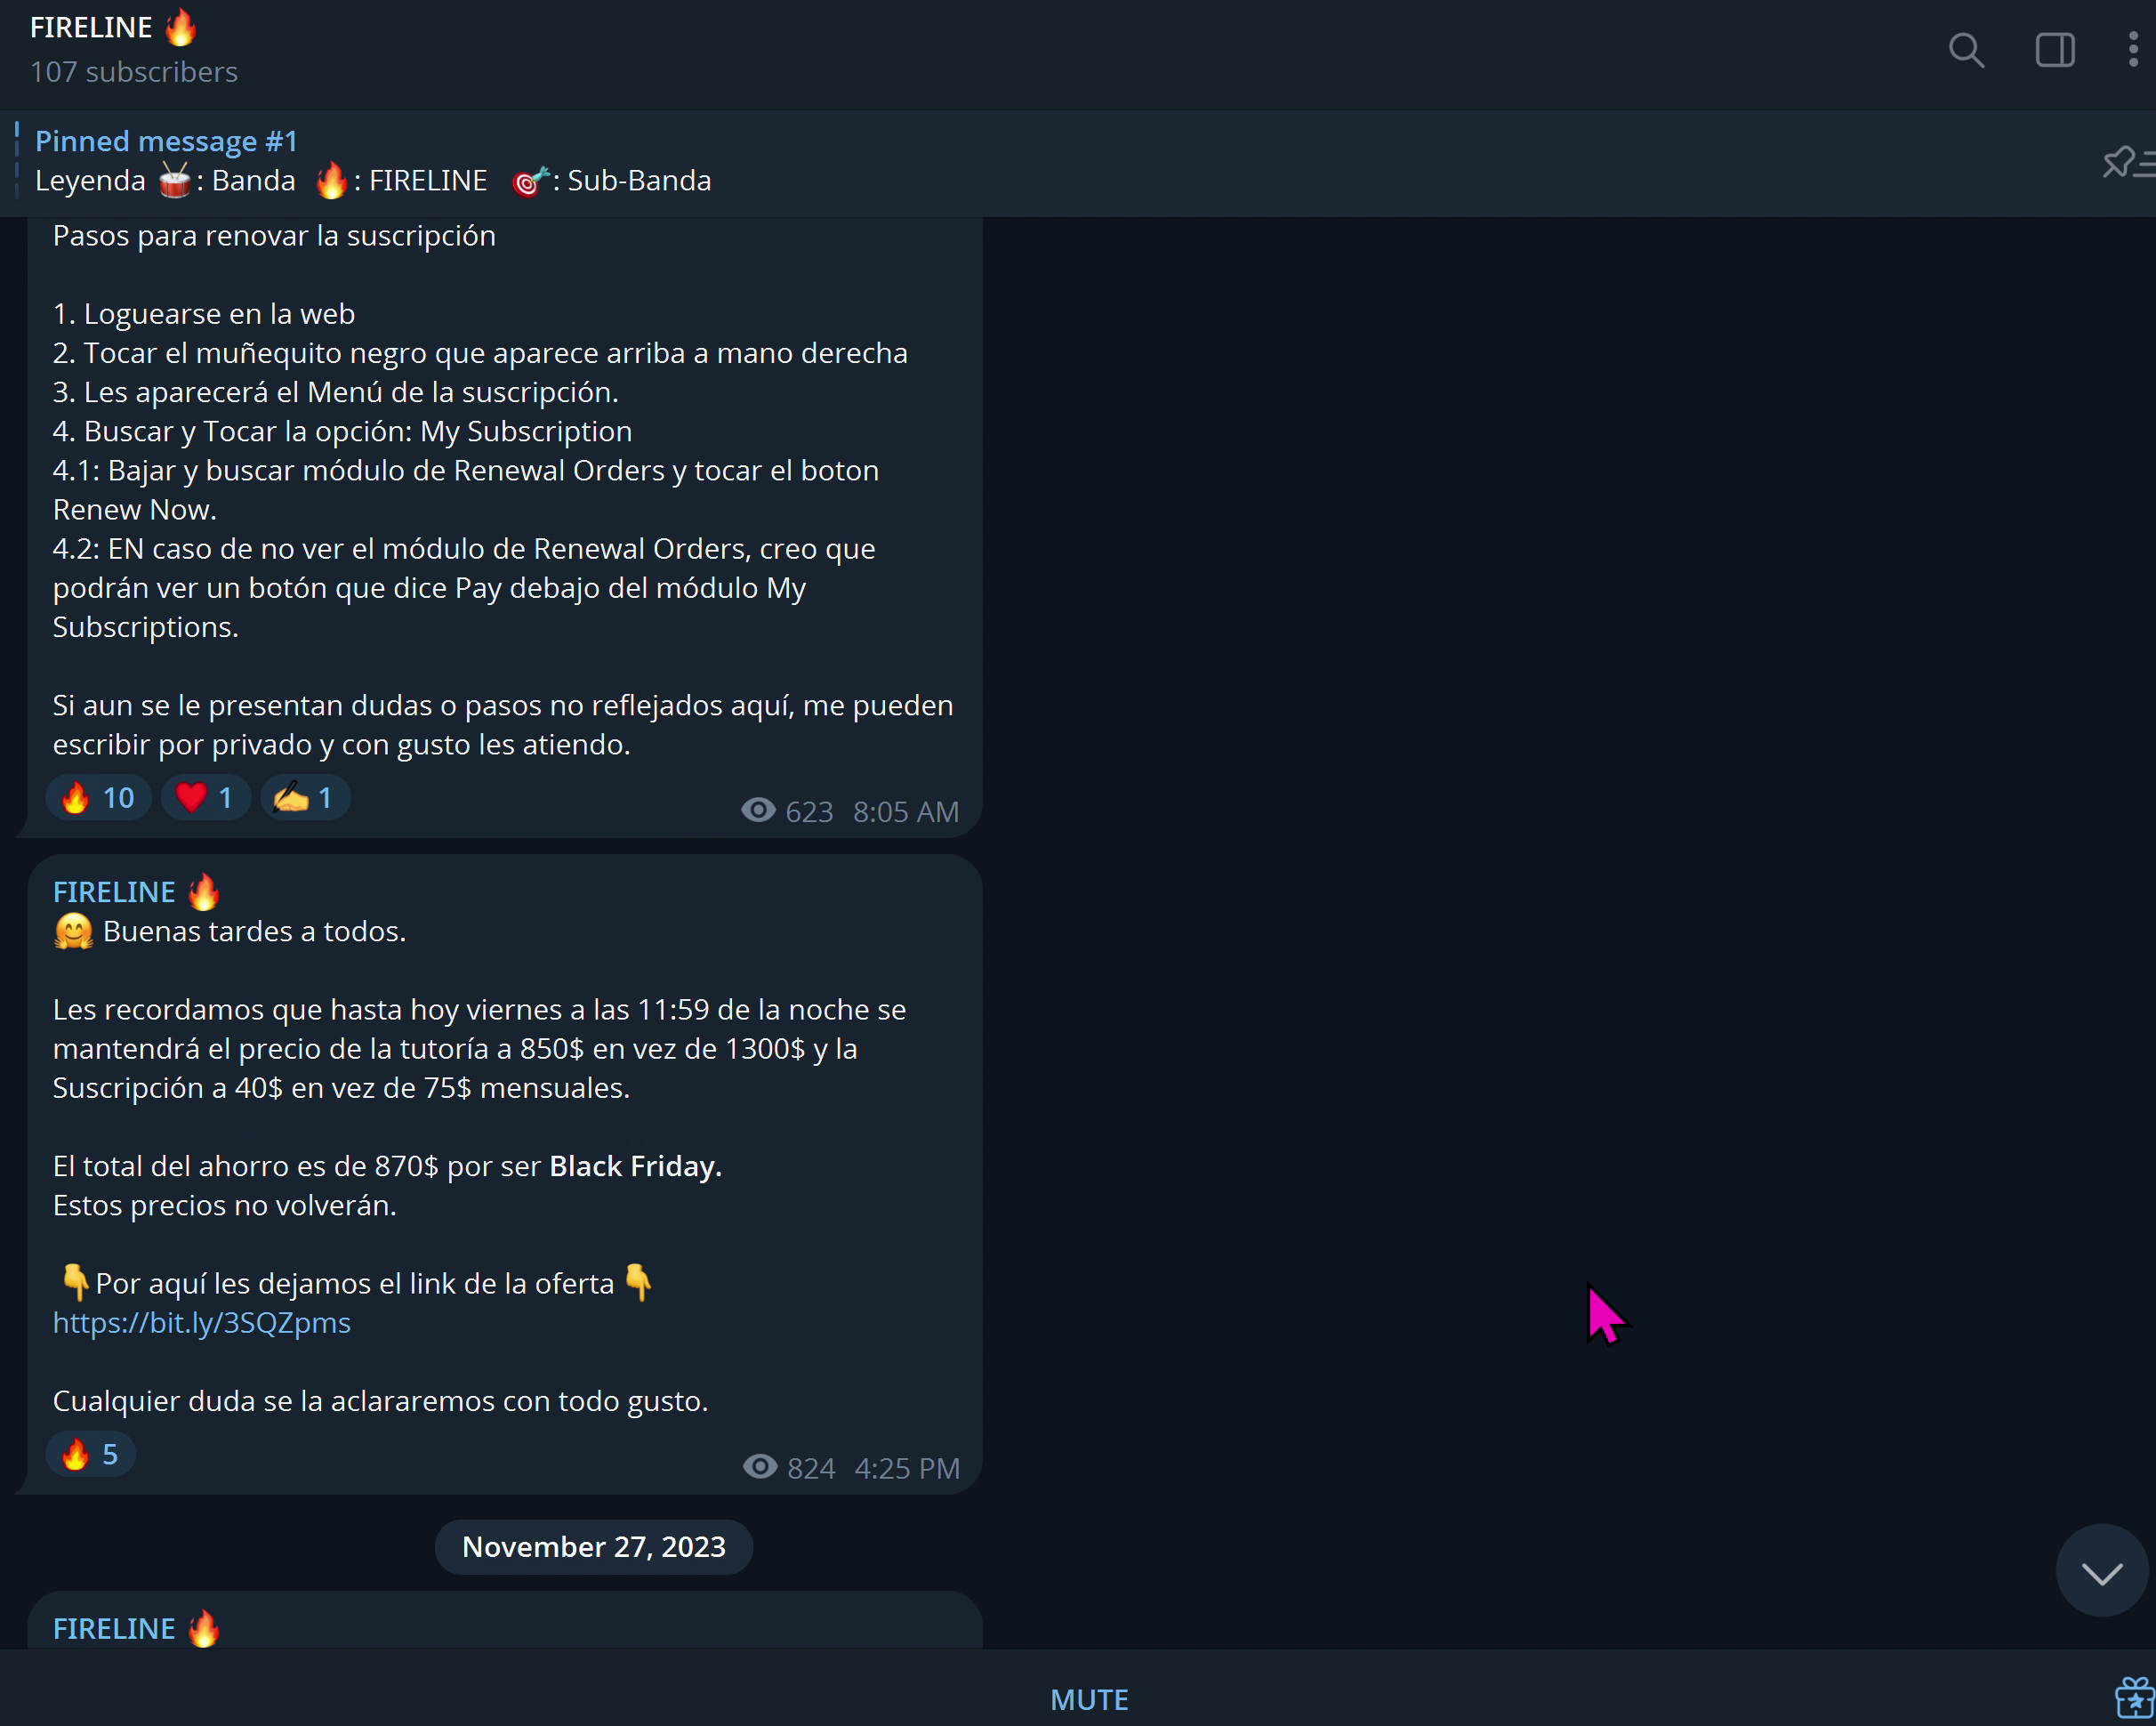 FIRELINE 🔥
107 subscribers
Pinned message #1
Leyenda 🥁: Banda 🔥: FIRELINE 🎯: Sub-Banda
Pasos para renovar la suscripción
1. Loguearse en la web
2. Tocar el muñequito negro que aparece arriba a mano derecha
3. Les aparecerá el Menú de la suscripción.
4. Buscar y Tocar la opción: My Subscription
4.1: Bajar y buscar módulo de Renewal Orders y tocar el boton
Renew Now.
4.2: EN caso de no ver el módulo de Renewal Orders, creo que
podrán ver un botón que dice Pay debajo del módulo My
Subscriptions.
Si aun se le presentan dudas o pasos no reflejados aquí, me pueden
escribir por privado y con gusto les atiendo.
🔥 10 ❤️ 1 ✍️ 1
623 8:05 AM
FIRELINE 🔥
🤗 Buenas tardes a todos.
Les recordamos que hasta hoy viernes a las 11:59 de la noche se
mantendrá el precio de la tutoría a 850$ en vez de 1300$ y la
Suscripción a 40$ en vez de 75$ mensuales.
El total del ahorro es de 870$ por ser Black Friday.
Estos precios no volverán.
👇Por aquí les dejamos el link de la oferta👇
https://bit.ly/3SQZpms
Cualquier duda se la aclararemos con todo gusto.
🔥 5
824 4:25 PM
November 27, 2023
FIRELINE 🔥
MUTE